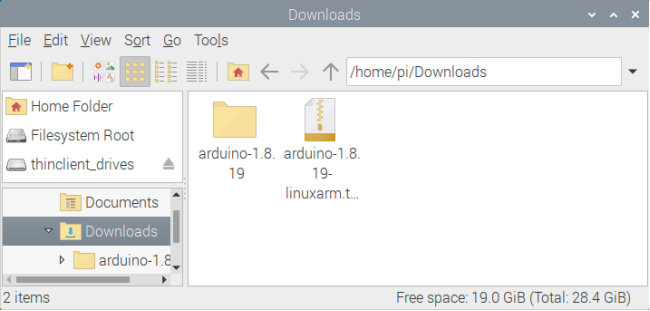 Downloads
File Edit View Sort Go Tools
/home/pi/Downloads
Home Folder
Filesystem Root
thinclient_drives
Documents
Downloads
arduino-1.8
arduino-1.8.
19
arduino-1.8.
19-
linuxarm.t...
2 items
Free space: 19.0 GiB (Total: 28.4 GiB)